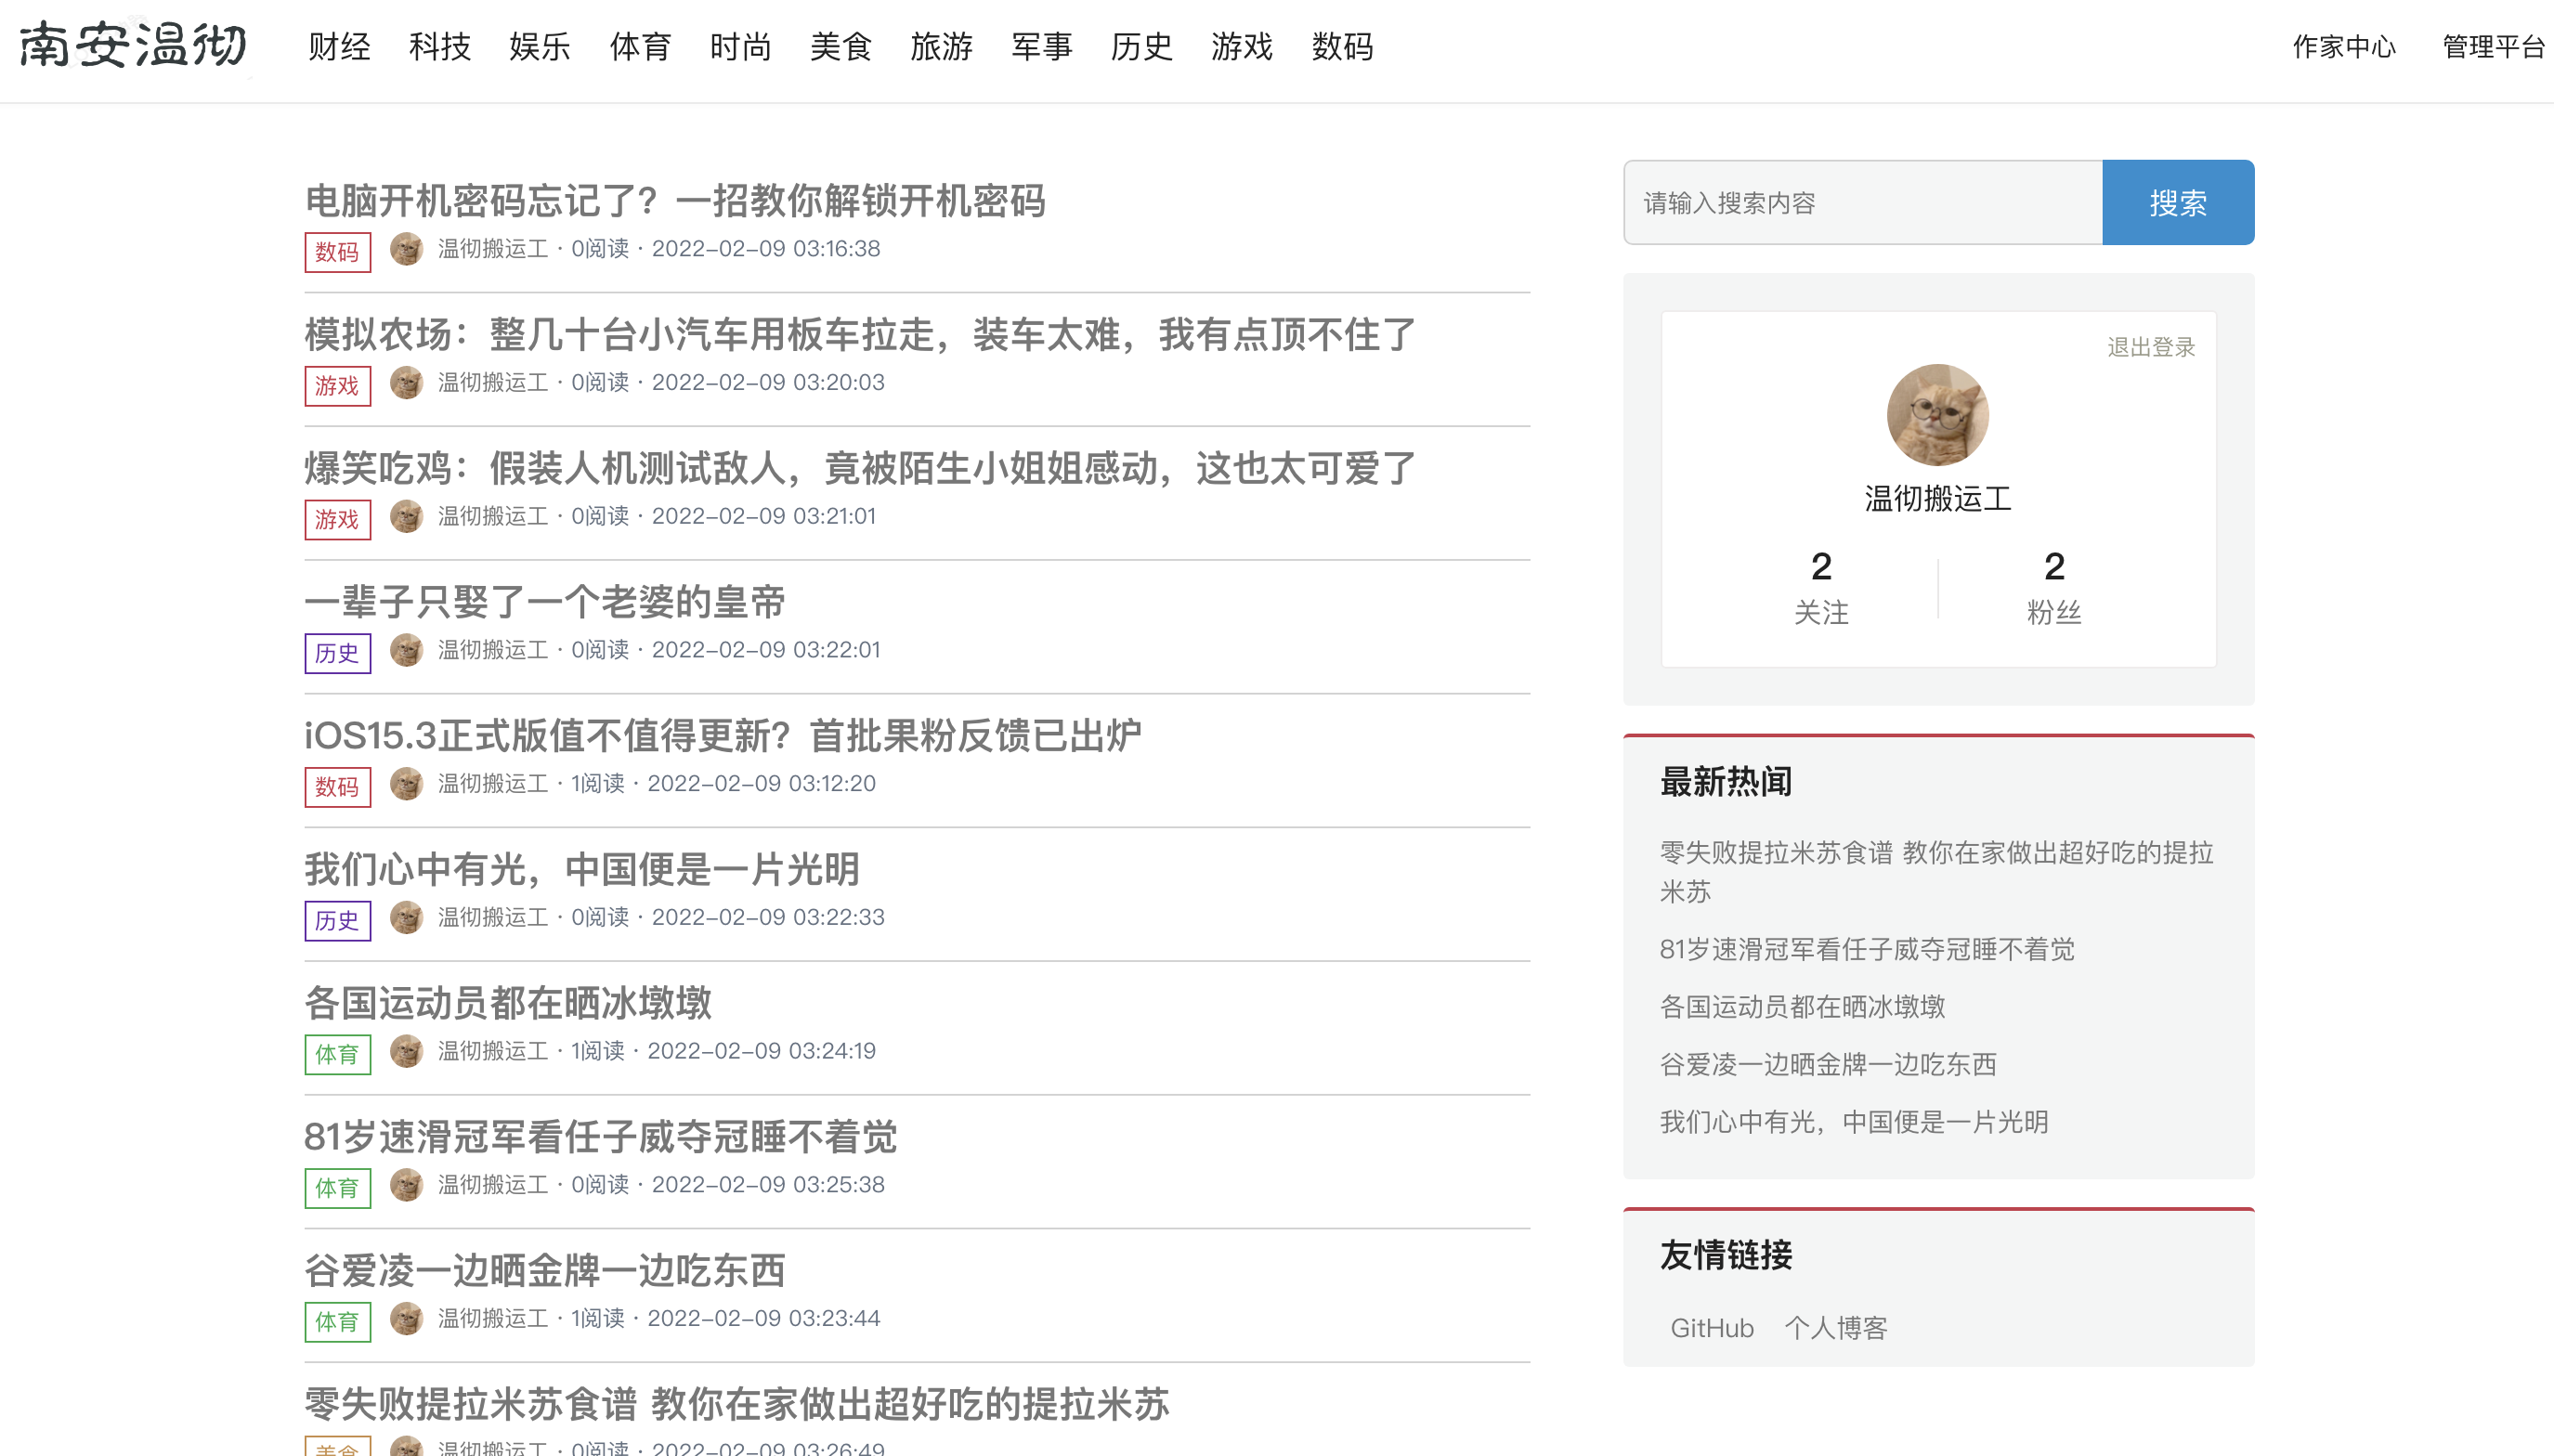 南安温彻
财经 科技 娱乐 体育 时尚 美食 旅游 军事 历史 游戏 数码
作家中心 管理平台
电脑开机密码忘记了？一招教你解锁开机密码
数码 温彻搬运工 · 0阅读 · 2022-02-09 03:16:38
模拟农场：整几十台小汽车用板车拉走，装车太难，我有点顶不住了
游戏 温彻搬运工 · 0阅读 · 2022-02-09 03:20:03
爆笑吃鸡：假装人机测试敌人，竟被陌生小姐姐感动，这也太可爱了
游戏 温彻搬运工 · 0阅读 · 2022-02-09 03:21:01
一辈子只娶了一个老婆的皇帝
历史 温彻搬运工 · 0阅读 · 2022-02-09 03:22:01
iOS15.3正式版值不值得更新？首批果粉反馈已出炉
数码 温彻搬运工 · 1阅读 · 2022-02-09 03:12:20
我们心中有光，中国便是一片光明
历史 温彻搬运工 · 0阅读 · 2022-02-09 03:22:33
各国运动员都在晒冰墩墩
体育 温彻搬运工 · 1阅读 · 2022-02-09 03:24:19
81岁速滑冠军看任子威夺冠睡不着觉
体育 温彻搬运工 · 0阅读 · 2022-02-09 03:25:38
谷爱凌一边晒金牌一边吃东西
体育 温彻搬运工 · 1阅读 · 2022-02-09 03:23:44
零失败提拉米苏食谱 教你在家做出超好吃的提拉米苏
美食 温彻搬运工 · 0阅读 · 2022-02-09 03:26:49
请输入搜索内容 搜索
退出登录
温彻搬运工
2 2
关注 粉丝
最新热闻
零失败提拉米苏食谱 教你在家做出超好吃的提拉
米苏
81岁速滑冠军看任子威夺冠睡不着觉
各国运动员都在晒冰墩墩
谷爱凌一边晒金牌一边吃东西
我们心中有光，中国便是一片光明
友情链接
GitHub 个人博客